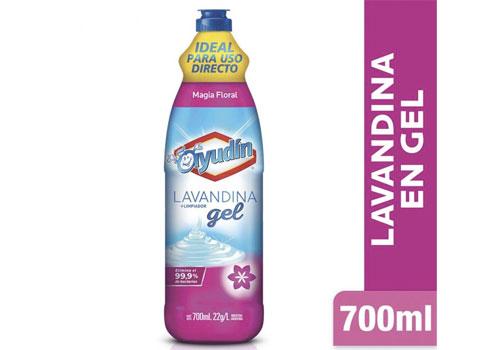 IDEAL
PARA USO
DIRECTO
Magia Floral
Ayudín
LAVANDINA
+ LIMPIADOR
gel
Elimina el
99,9%
de bacterias
700ml. 22g/L
LAVANDINA
EN GEL
700ml